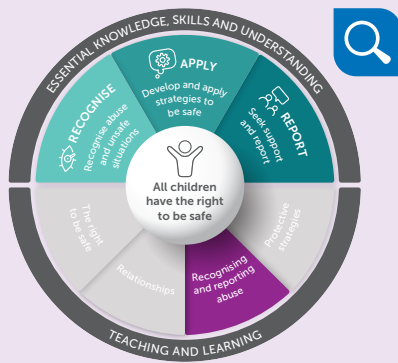 ESSENTIAL KNOWLEDGE, SKILLS AND UNDERSTANDING
RECOGNISE
Recognise abuse
and unsafe
situations
APPLY
Develop and apply
strategies to
be safe
REPORT
Seek support
and report
All children
have the right
to be safe
The right
to be safe
Relationships
Recognising
and reporting
abuse
Protective
strategies
TEACHING AND LEARNING